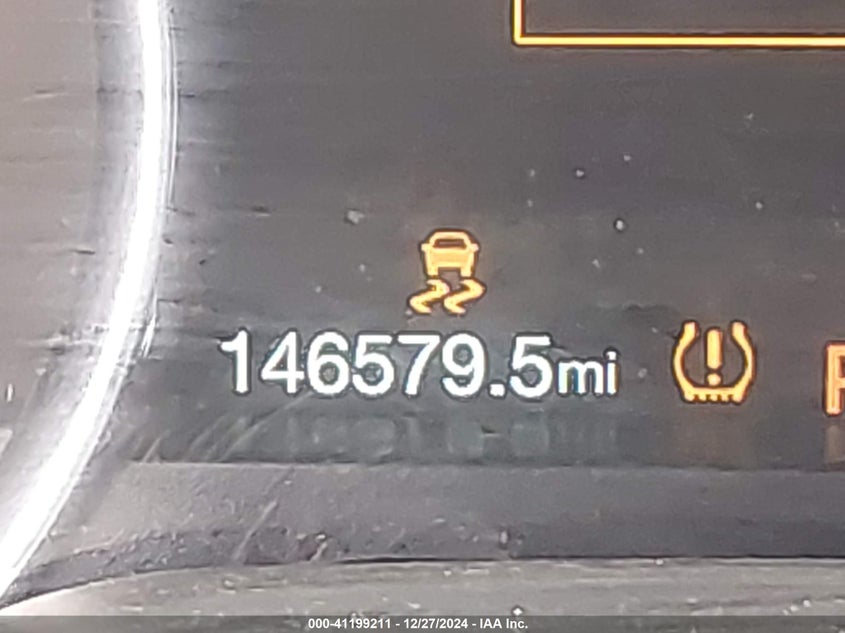 146579.5mi
000-41199211 - 12/27/2024 - IAA Inc.